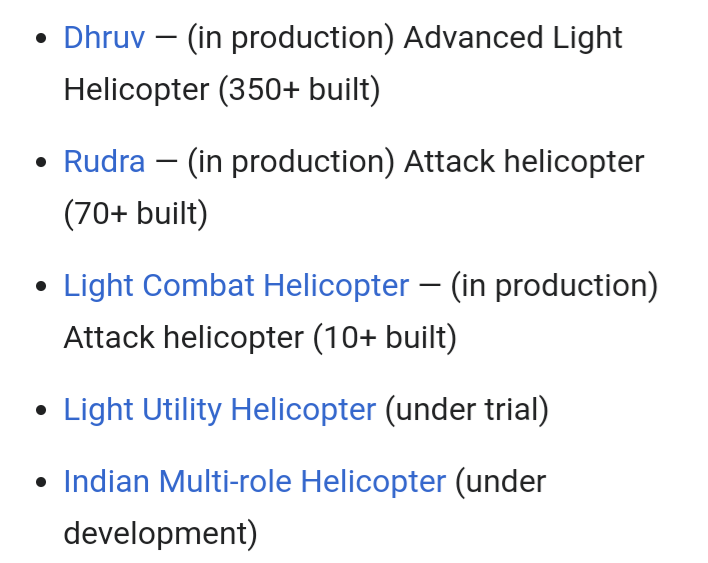 • Dhruv — (in production) Advanced Light
Helicopter (350+ built)
• Rudra — (in production) Attack helicopter
(70+ built)
• Light Combat Helicopter — (in production)
Attack helicopter (10+ built)
• Light Utility Helicopter (under trial)
• Indian Multi-role Helicopter (under
development)